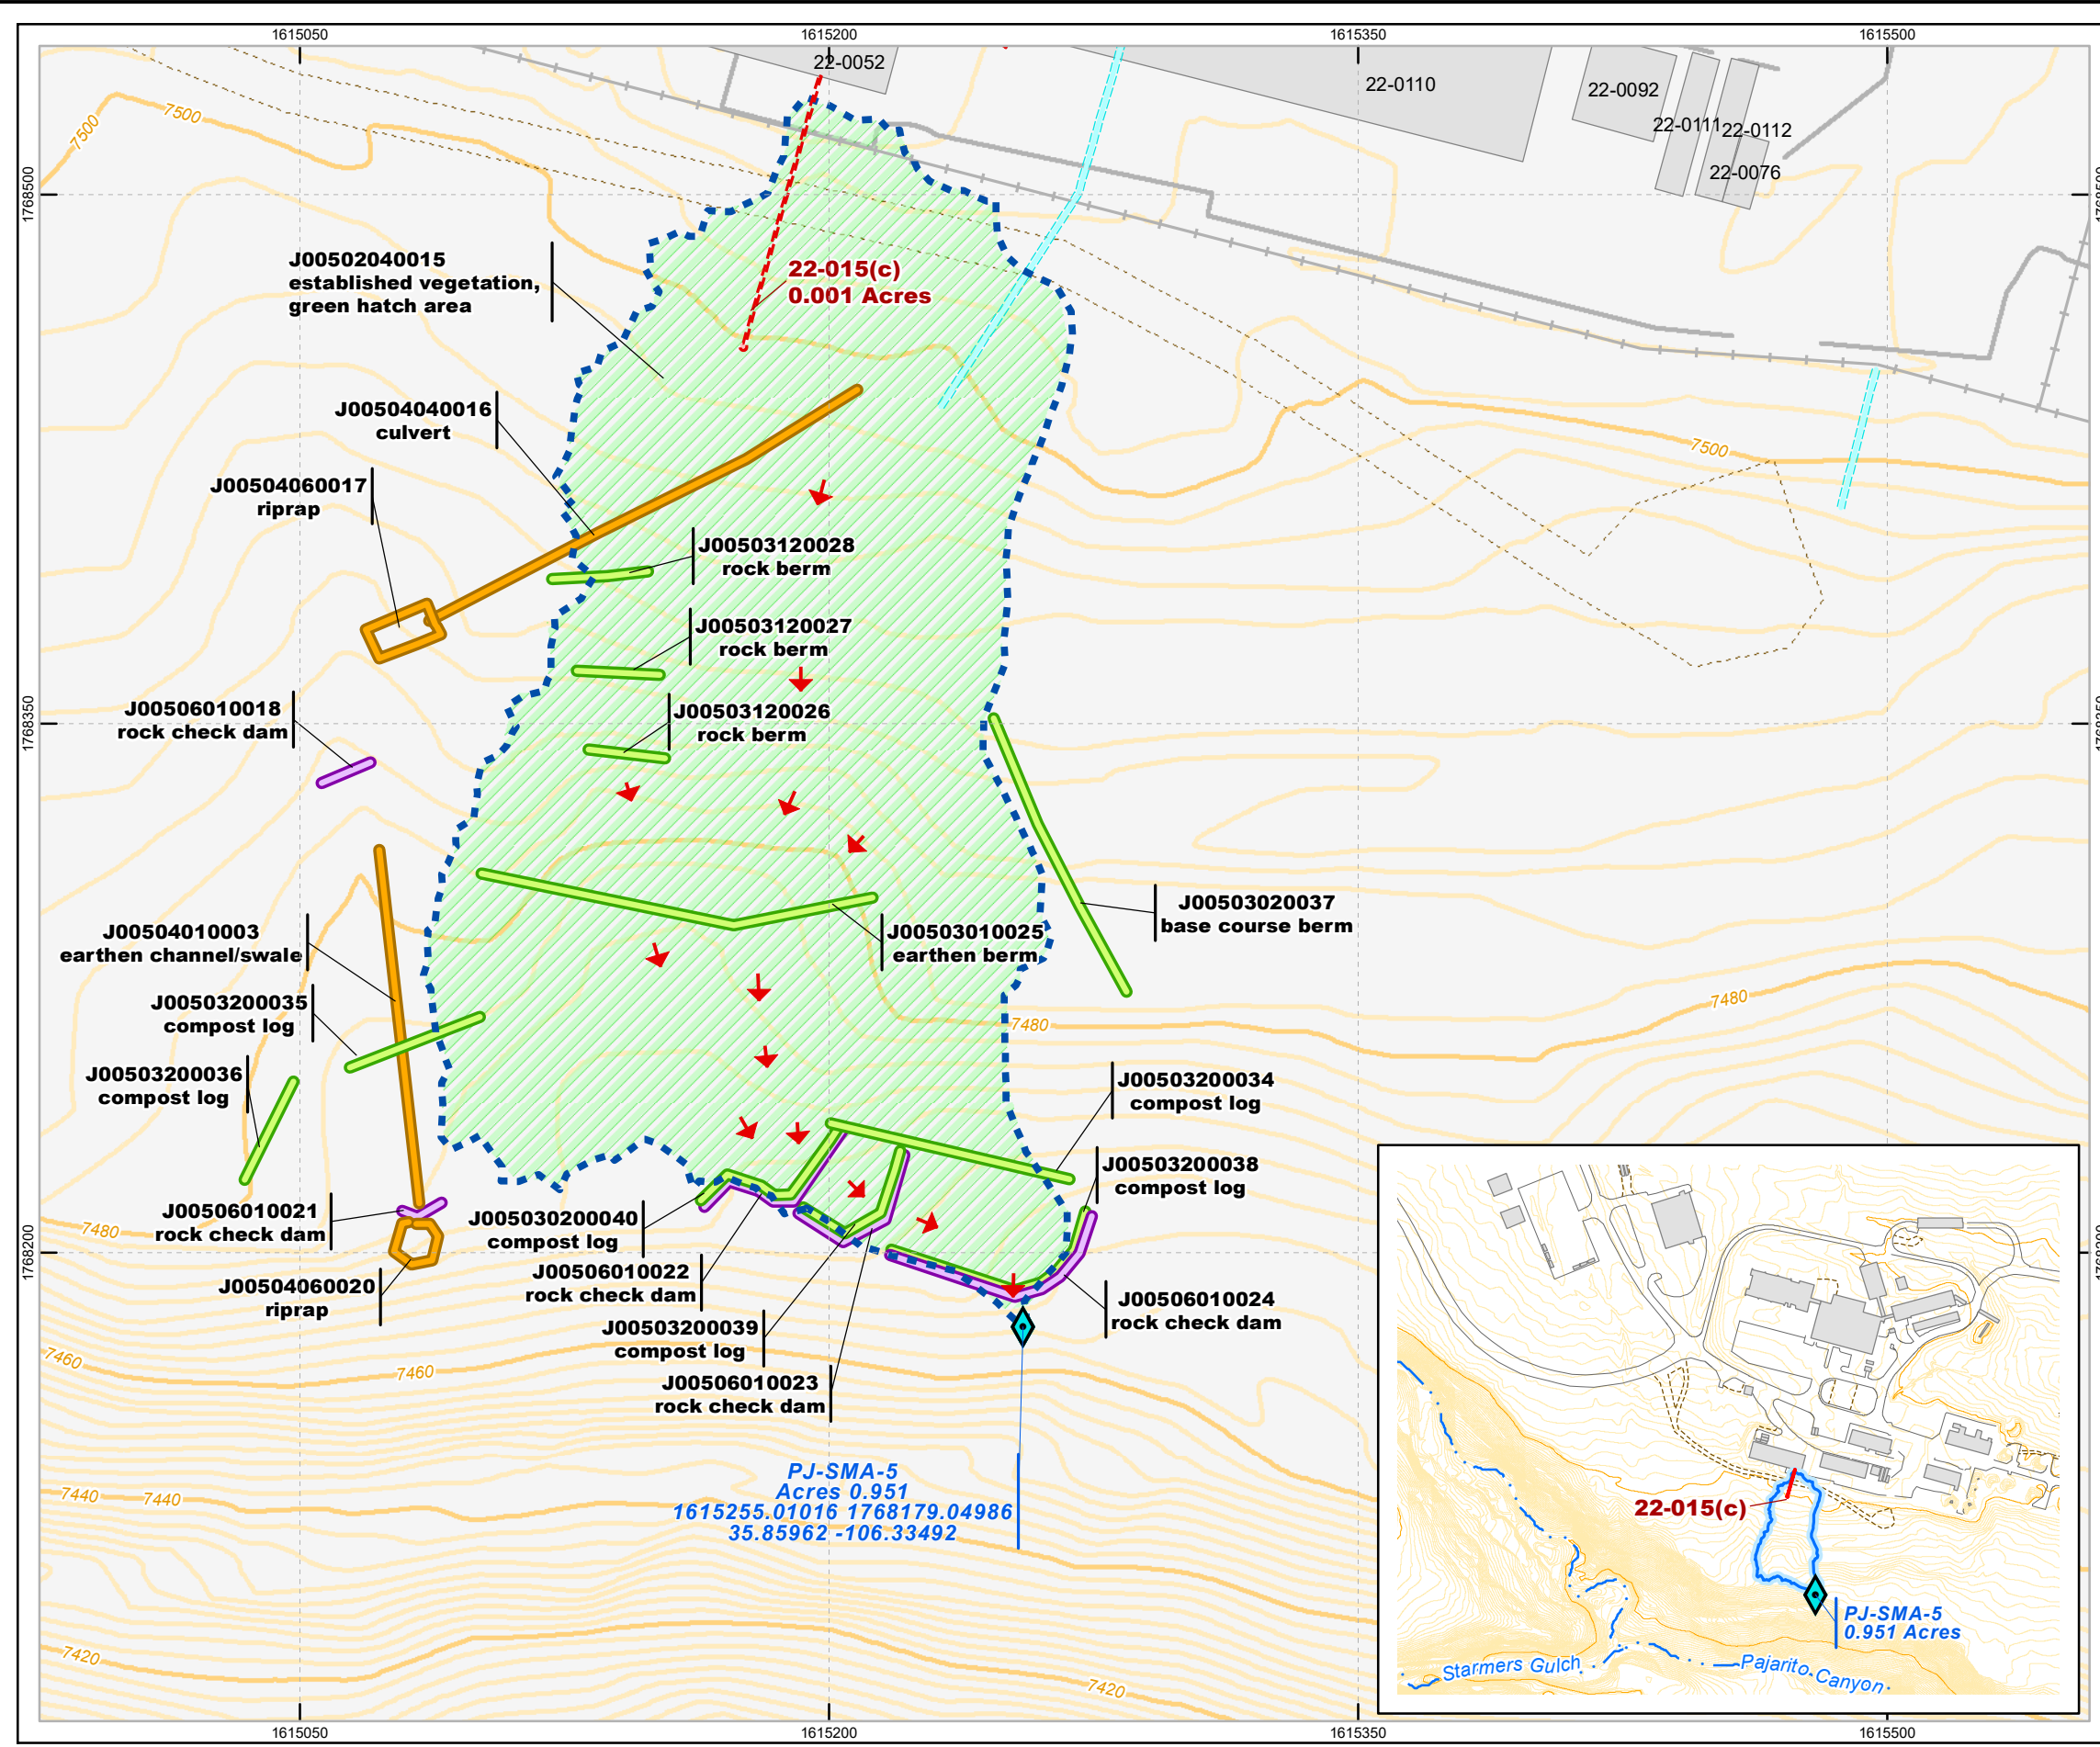 1615050
1615200
1615350
1615500
22-0052
22-0110
22-0092
22-0111
22-0112
22-0076
7500
7500
1768500
J00502040015
established vegetation,
green hatch area
22-015(c)
0.001 Acres
J00504040016
culvert
7500
J00504060017
riprap
J00503120028
rock berm
J00503120027
rock berm
J00506010018
rock check dam
J00503120026
rock berm
1768350
J00503020037
base course berm
J00504010003
earthen channel/swale
J00503010025
earthen berm
J00503200035
compost log
7480
7480
J00503200036
compost log
J00503200034
compost log
J00503200038
compost log
J00506010021
rock check dam
J005030200040
compost log
7480
1768200
J00504060020
riprap
J00506010022
rock check dam
J00506010024
rock check dam
J00503200039
compost log
7460
7460
J00506010023
rock check dam
PJ-SMA-5
Acres 0.951
1615255.01016 1768179.04986
35.85962 -106.33492
7440
7440
7420
7420
22-015(c)
PJ-SMA-5
0.951 Acres
Starmers Gulch
Pajarito Canyon
1615050
1615200
1615350
1615500